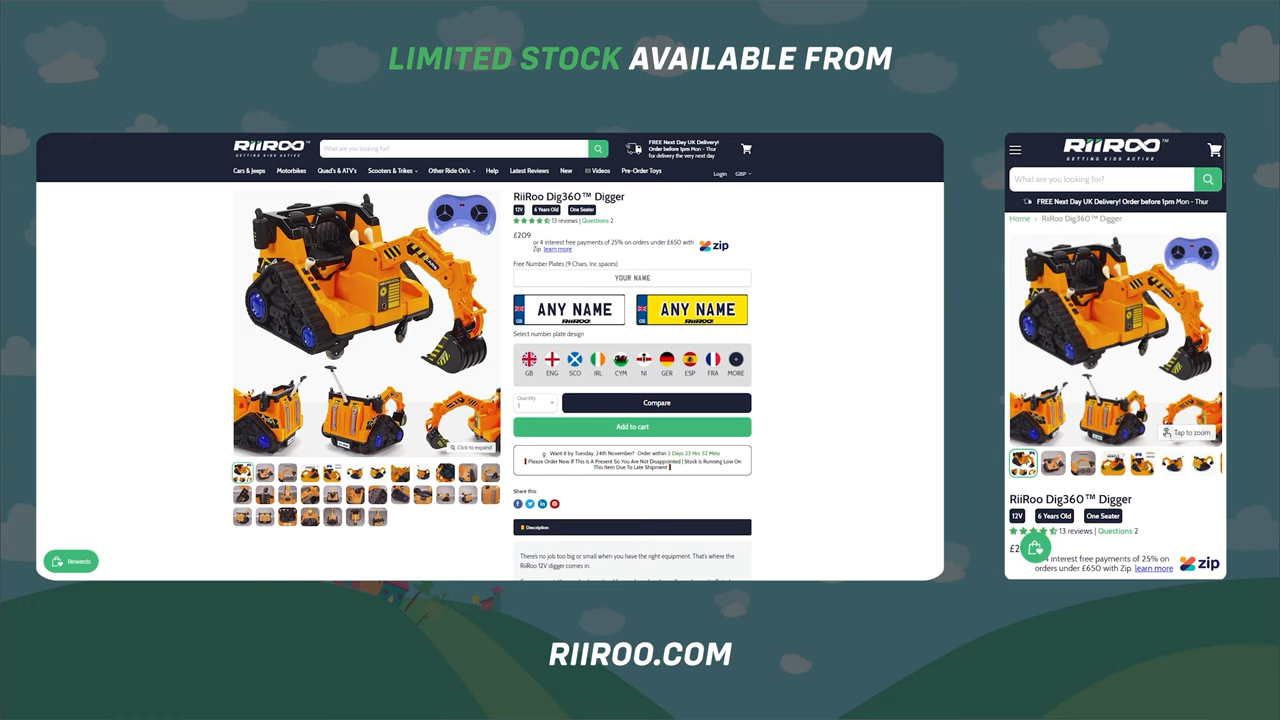 LIMITED STOCK AVAILABLE FROM
RiiROO™
GETTING KIDS ACTIVE
What are you looking for?
FREE Next Day UK Delivery!
Order before 1pm Mon - Thur
for delivery the very next day
Cars & Jeeps Motorbikes Quad's & ATV's Scooters & Trikes Other Ride On's Help Latest Reviews New Videos Pre-Order Toys Login GBP
RiiRoo Dig360™ Digger
12V 6 Years Old One Seater
13 reviews | Questions 2
£209
or 4 interest free payments of 25% on orders under £650 with
Zip. learn more
zip
Free Number Plates (9 Chars, Inc spaces)
YOUR NAME
GB ANY NAME RiiROO
GB ANY NAME RiiROO
Select number plate design
GB ENG SCO IRL CYM NI GER ESP FRA MORE
Quantity
1
Compare
Add to cart
Click to expand
Want it by Tuesday, 24th November? Order within 2 Days 23 Hrs 52 Mins
Please Order Now If This Is A Present So You Are Not Disappointed | Stock Is Running Low On
This Item Due To Late Shipment
Share this:
Description
There's no job too big or small when you have the right equipment. That's where the
RiiRoo 12V digger comes in.
Rewards
RiiROO™
GETTING KIDS ACTIVE
What are you looking for?
FREE Next Day UK Delivery! Order before 1pm Mon - Thur
Home › RiiRoo Dig360™ Digger
Tap to zoom
RiiRoo Dig360™ Digger
12V 6 Years Old One Seater
13 reviews | Questions 2
interest free payments of 25% on
orders under £650 with Zip. learn more
zip
RIIROO.COM